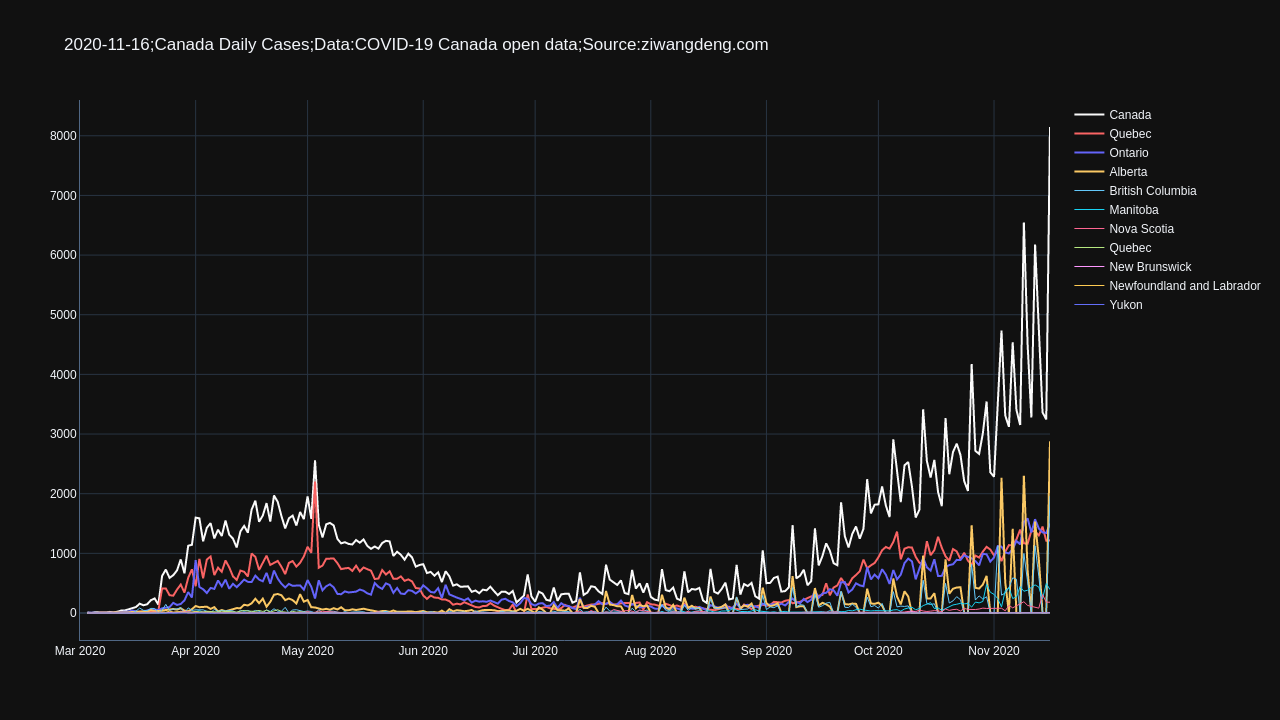 2020-11-16;Canada Daily Cases;Data:COVID-19 Canada open data;Source:ziwangdeng.com
8000
7000
6000
5000
4000
3000
2000
1000
0
Mar 2020 Apr 2020 May 2020 Jun 2020 Jul 2020 Aug 2020 Sep 2020 Oct 2020 Nov 2020
Canada
Quebec
Ontario
Alberta
British Columbia
Manitoba
Nova Scotia
Quebec
New Brunswick
Newfoundland and Labrador
Yukon